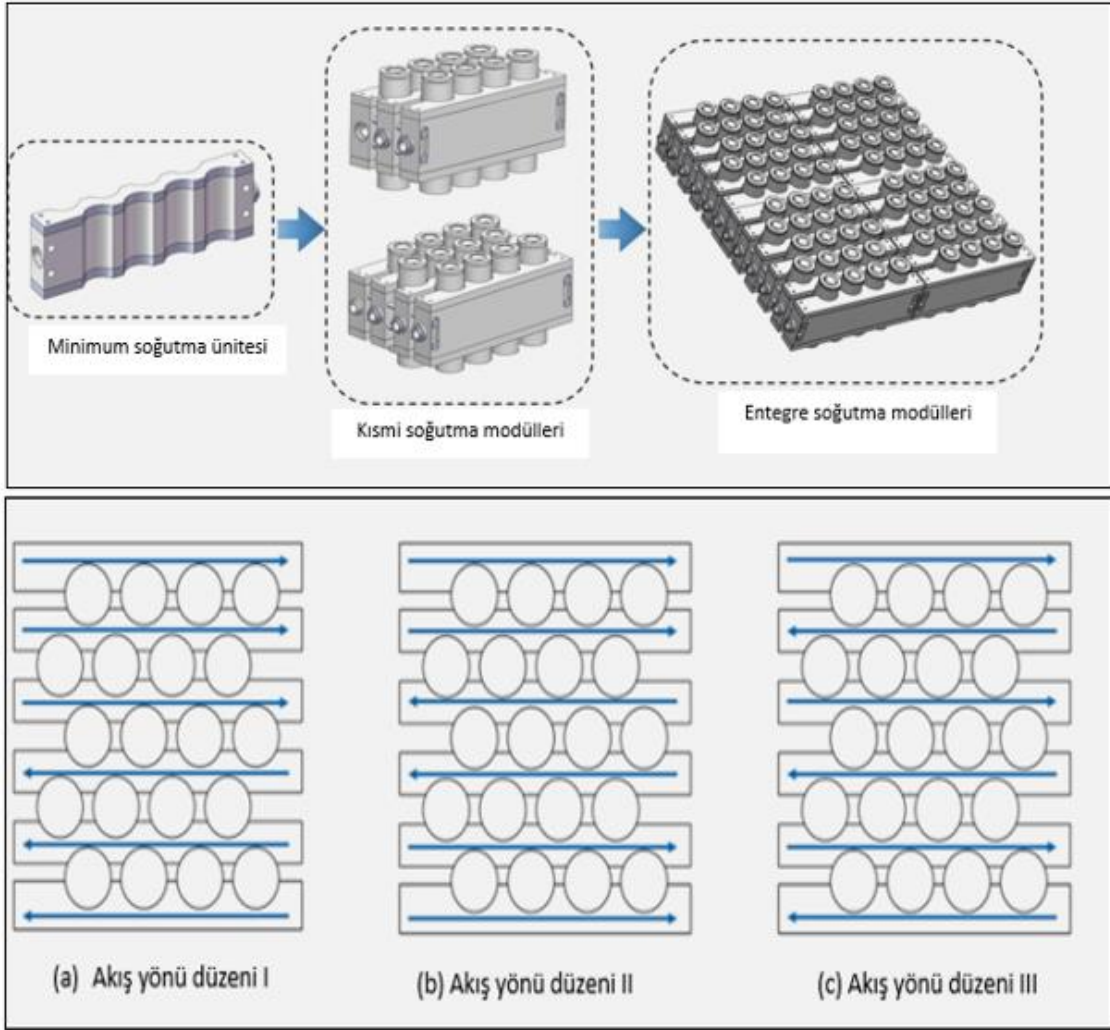 Minimum soğutma ünitesi
Kısmi soğutma modülleri
Entegre soğutma modülleri
(a) Akış yönü düzeni I
(b) Akış yönü düzeni II
(c) Akış yönü düzeni III